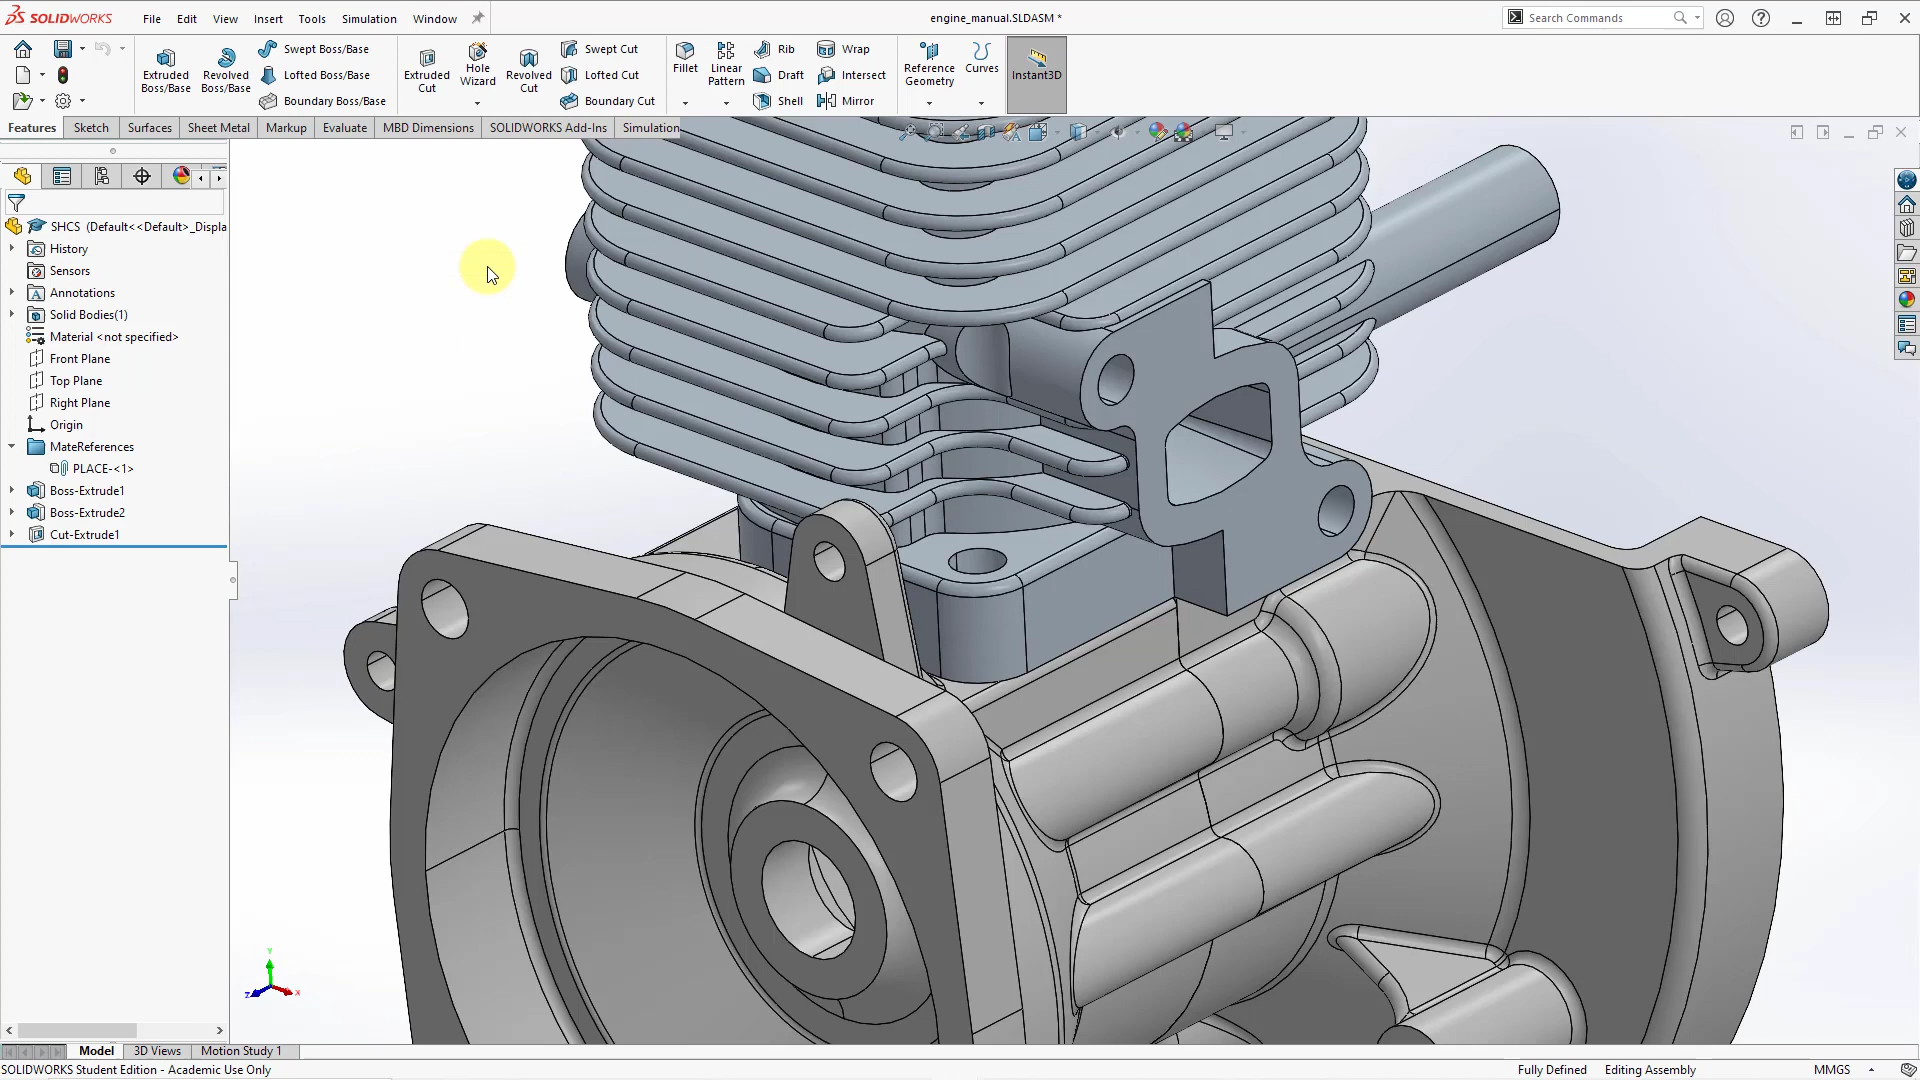 SOLIDWORKS File Edit View Insert Tools Simulation Window engine_manual.SLDASM * Search Commands
Extruded Boss/Base
Revolved Boss/Base
Swept Boss/Base
Lofted Boss/Base
Boundary Boss/Base
Extruded Cut
Hole Wizard
Revolved Cut
Swept Cut
Lofted Cut
Boundary Cut
Fillet
Linear Pattern
Rib
Draft
Shell
Wrap
Intersect
Mirror
Reference Geometry
Curves
Instant3D
Features Sketch Surfaces Sheet Metal Markup Evaluate MBD Dimensions SOLIDWORKS Add-Ins Simulation
SHCS (Default<<Default>_Displa
History
Sensors
Annotations
Solid Bodies(1)
Material <not specified>
Front Plane
Top Plane
Right Plane
Origin
MateReferences
PLACE-<1>
Boss-Extrude1
Boss-Extrude2
Cut-Extrude1
Y
Z X
Model 3D Views Motion Study 1
SOLIDWORKS Student Edition - Academic Use Only Fully Defined Editing Assembly MMGS